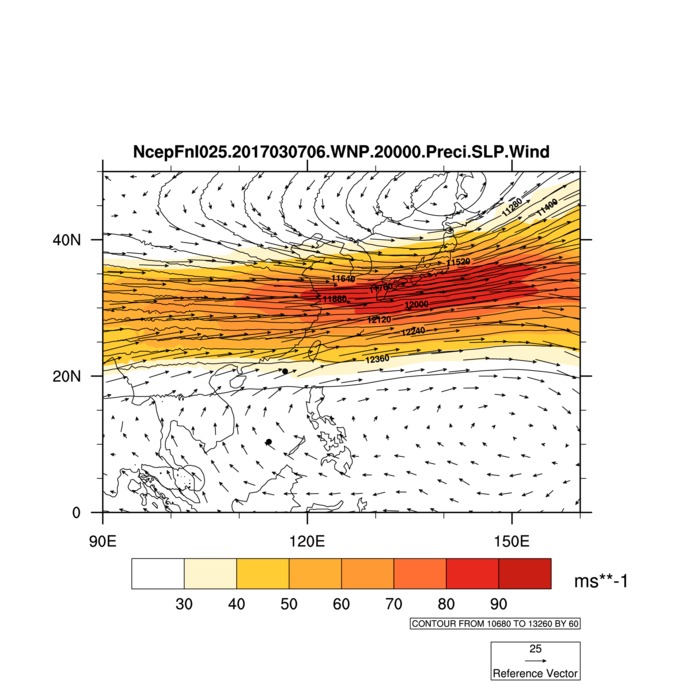 NcepFnl025.2017030706.WNP.20000.Preci.SLP.Wind
11280
11400
40N
11520
11640
11760
11880
12000
12120
12240
12360
20N
0
90E 120E 150E
ms**-1
30 40 50 60 70 80 90
CONTOUR FROM 10680 TO 13260 BY 60
25
Reference Vector